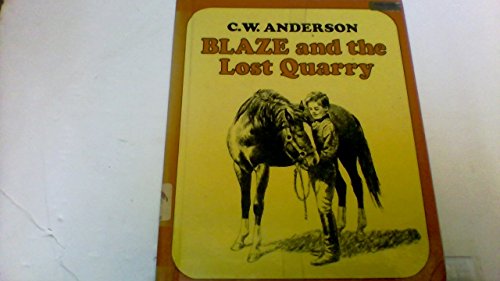 C.W. ANDERSON
BLAZE and the
Lost Quarry